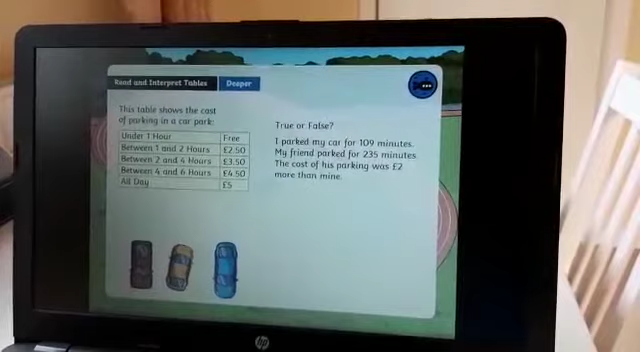 Read and Interpret Tables Deeper
This table shows the cost
of parking in a car park:
Under 1 Hour Free
Between 1 and 2 Hours £2.50
Between 2 and 4 Hours £3.50
Between 4 and 6 Hours £4.50
All Day £5
True or False?
I parked my car for 109 minutes.
My friend parked for 235 minutes.
The cost of his parking was £2
more than mine.
hp